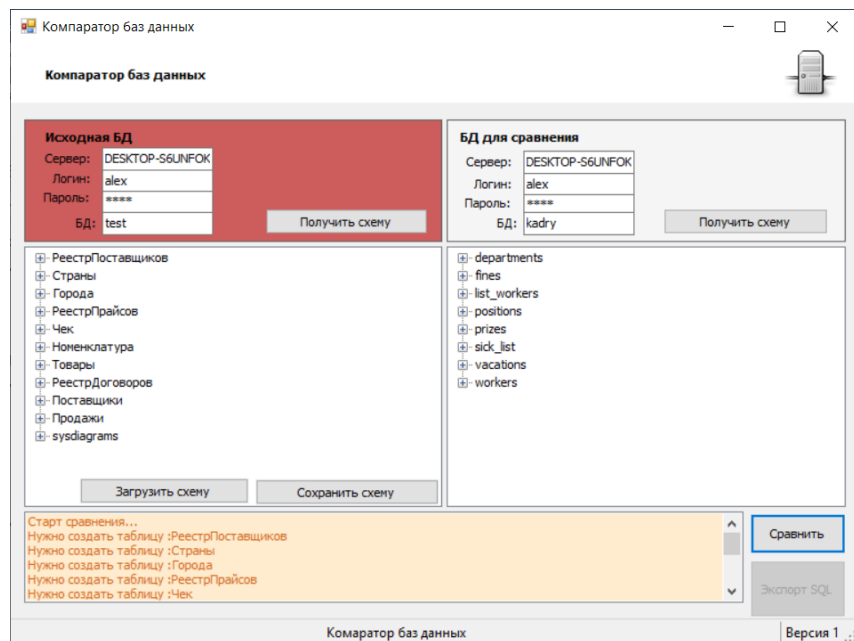 Компаратор баз данных
Компаратор баз данных
Исходная БД
Сервер: DESKTOP-S6UNFOK
Логин: alex
Пароль: ****
БД: test
Получить схему
БД для сравнения
Сервер: DESKTOP-S6UNFOK
Логин: alex
Пароль: ****
БД: kadry
Получить схему
РеестрПоставщиков
Страны
Города
РеестрПрайсов
Чек
Номенклатура
Товары
РеестрДоговоров
Поставщики
Продажи
sysdiagrams
Загрузить схему
Сохранить схему
departments
fines
list_workers
positions
prizes
sick_list
vacations
workers
Старт сравнения...
Нужно создать таблицу :РеестрПоставщиков
Нужно создать таблицу :Страны
Нужно создать таблицу :Города
Нужно создать таблицу :РеестрПрайсов
Нужно создать таблицу :Чек
Сравнить
Экспорт SQL
Комаратор баз данных
Версия 1